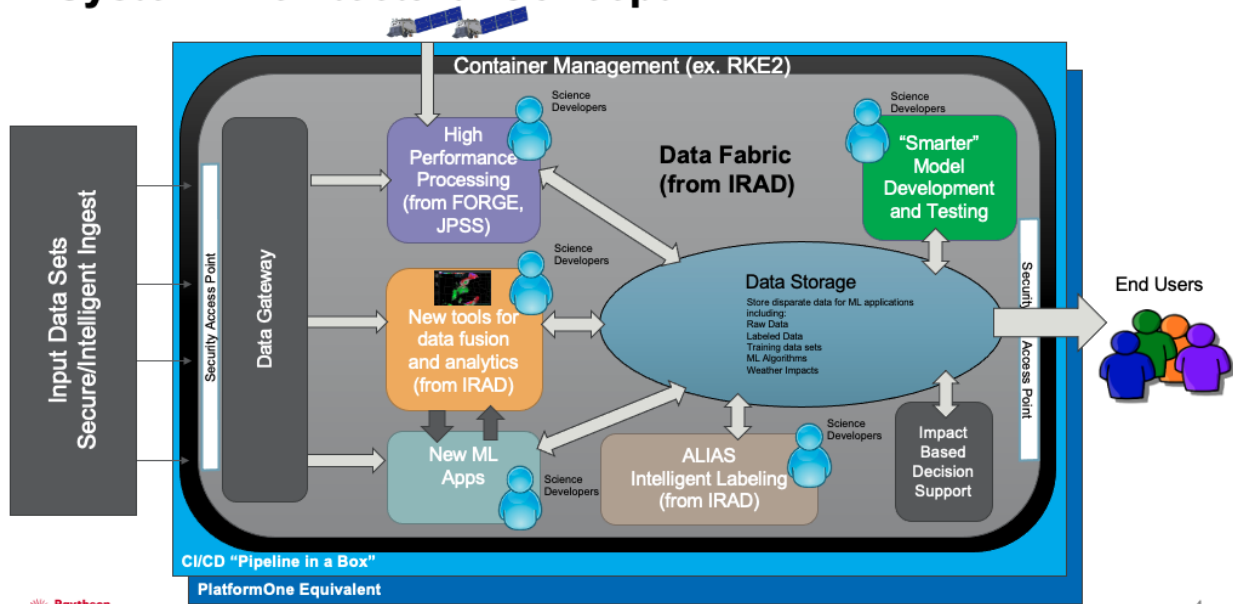 Container Management (ex. RKE2)
Input Data Sets
Secure/Intelligent Ingest
Security Access Point
Data Gateway
Science
Developers
High
Performance
Processing
(from FORGE,
JPSS)
Data Fabric
(from IRAD)
Science
Developers
"Smarter"
Model
Development
and Testing
Science
Developers
New tools for
data fusion
and analytics
(from IRAD)
Data Storage
Store disparate data for ML applications
including:
Raw Data
Labeled Data
Training data sets
ML Algorithms
Weather Impacts
Security
Access Point
End Users
New ML
Apps
Science
Developers
ALIAS
Intelligent Labeling
(from IRAD)
Science
Developers
Impact
Based
Decision
Support
CI/CD "Pipeline in a Box"
PlatformOne Equivalent